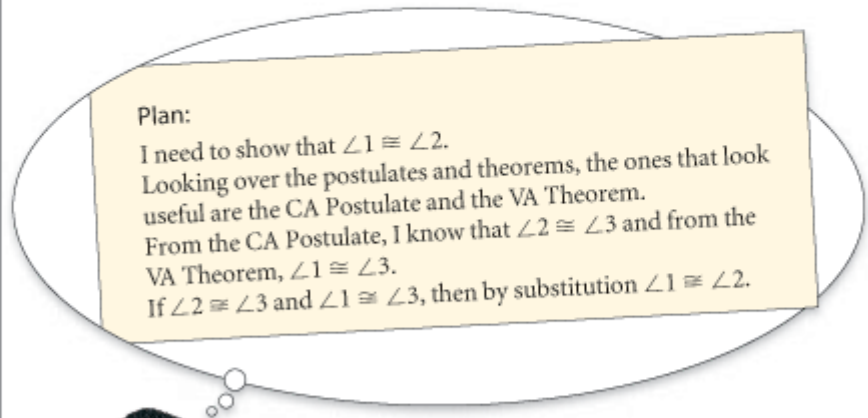 Plan:
I need to show that ∠1 ≅ ∠2.
Looking over the postulates and theorems, the ones that look
useful are the CA Postulate and the VA Theorem.
From the CA Postulate, I know that ∠2 ≅ ∠3 and from the
VA Theorem, ∠1 ≅ ∠3.
If ∠2 ≅ ∠3 and ∠1 ≅ ∠3, then by substitution ∠1 ≅ ∠2.